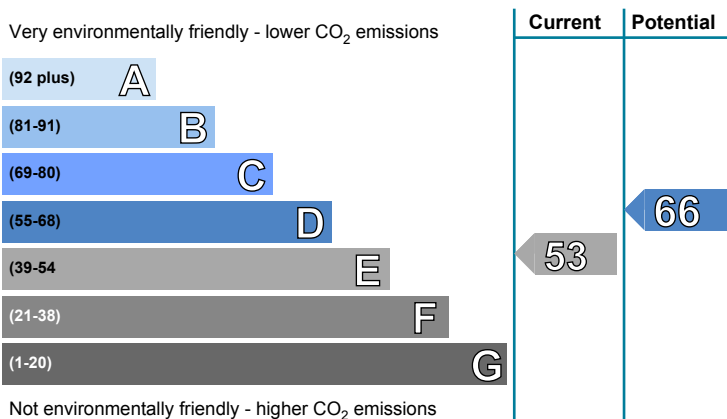 Very environmentally friendly - lower CO2 emissions
Current
Potential
(92 plus) A
(81-91) B
(69-80) C
(55-68) D
66
(39-54 E
53
(21-38) F
(1-20) G
Not environmentally friendly - higher CO2 emissions